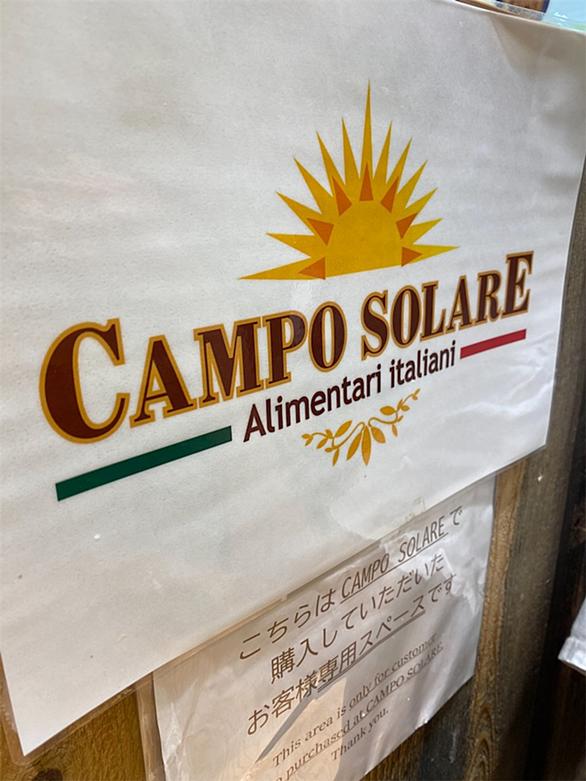 CAMPO SOLARE
Alimentari italiani
こちらは CAMPO SOLARE で
購入していただいた
お客様専用スペースです
This area is only for customer
purchased at CAMPO SOLARE
Thank you.